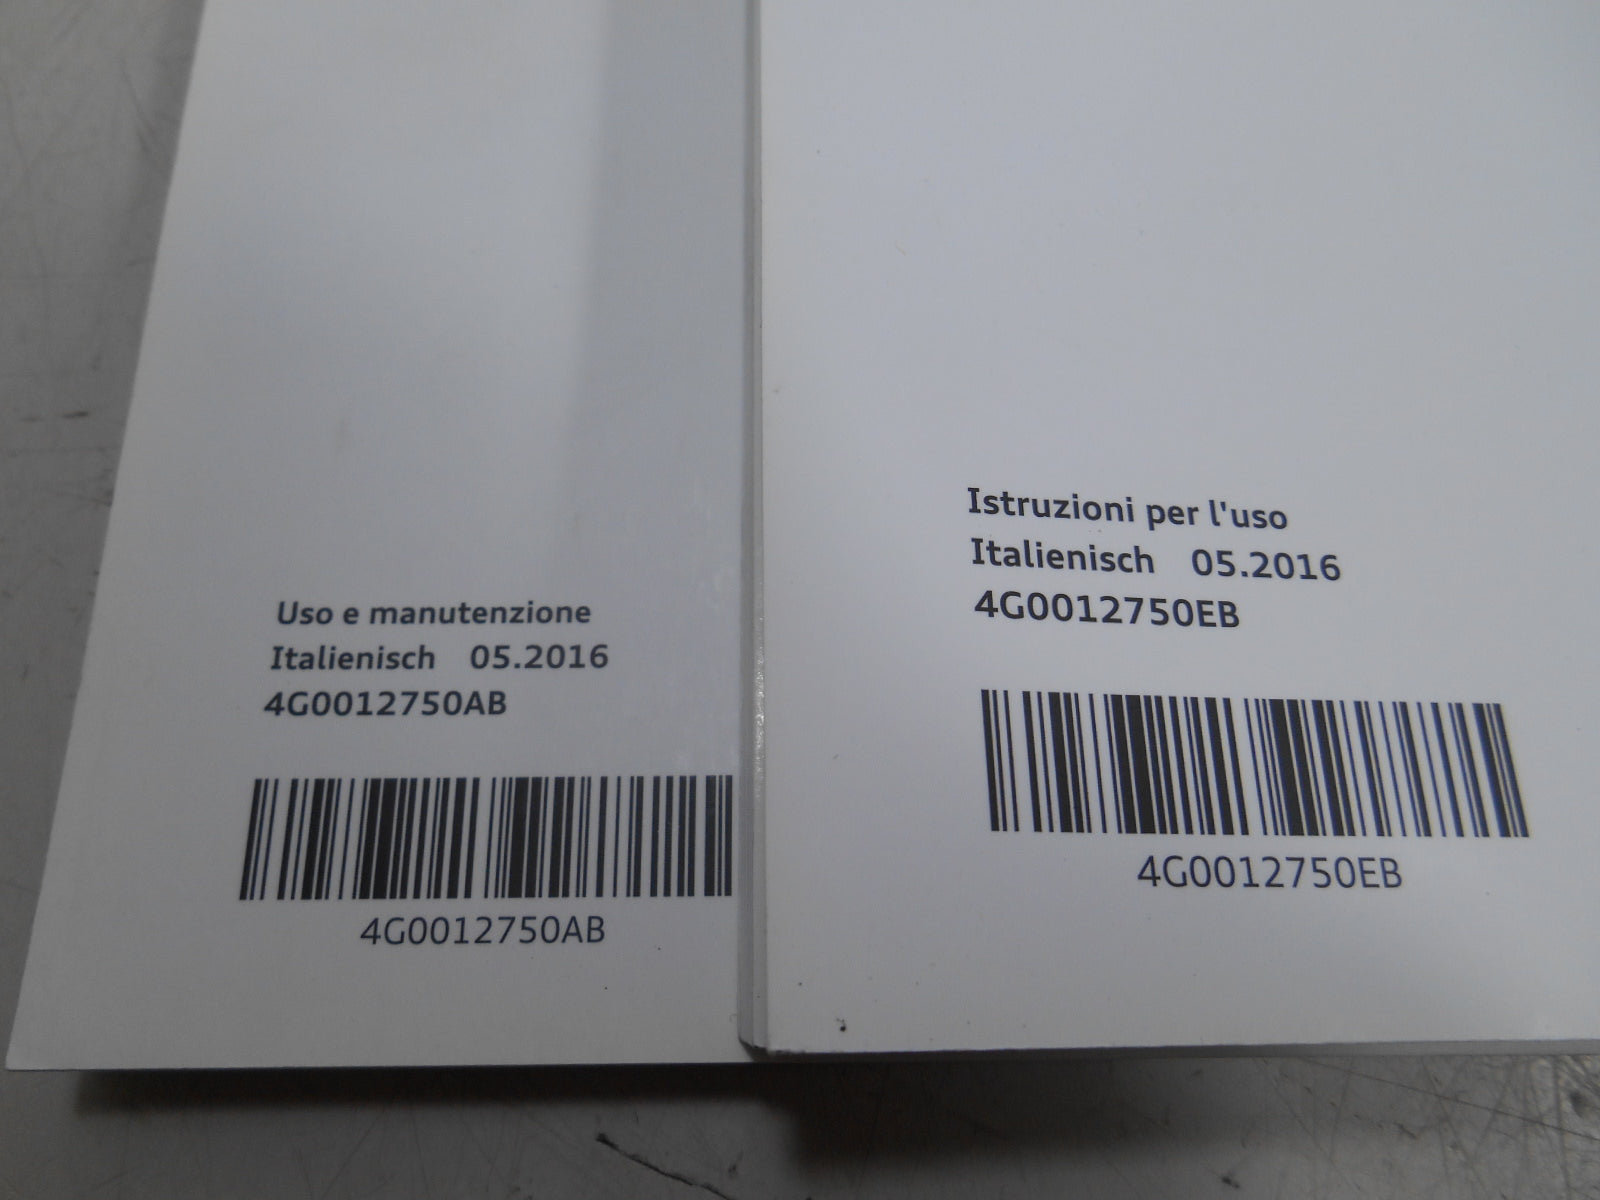 Uso e manutenzione
Italienisch 05.2016
4G0012750AB
4G0012750AB
Istruzioni per l'uso
Italienisch 05.2016
4G0012750EB
4G0012750EB